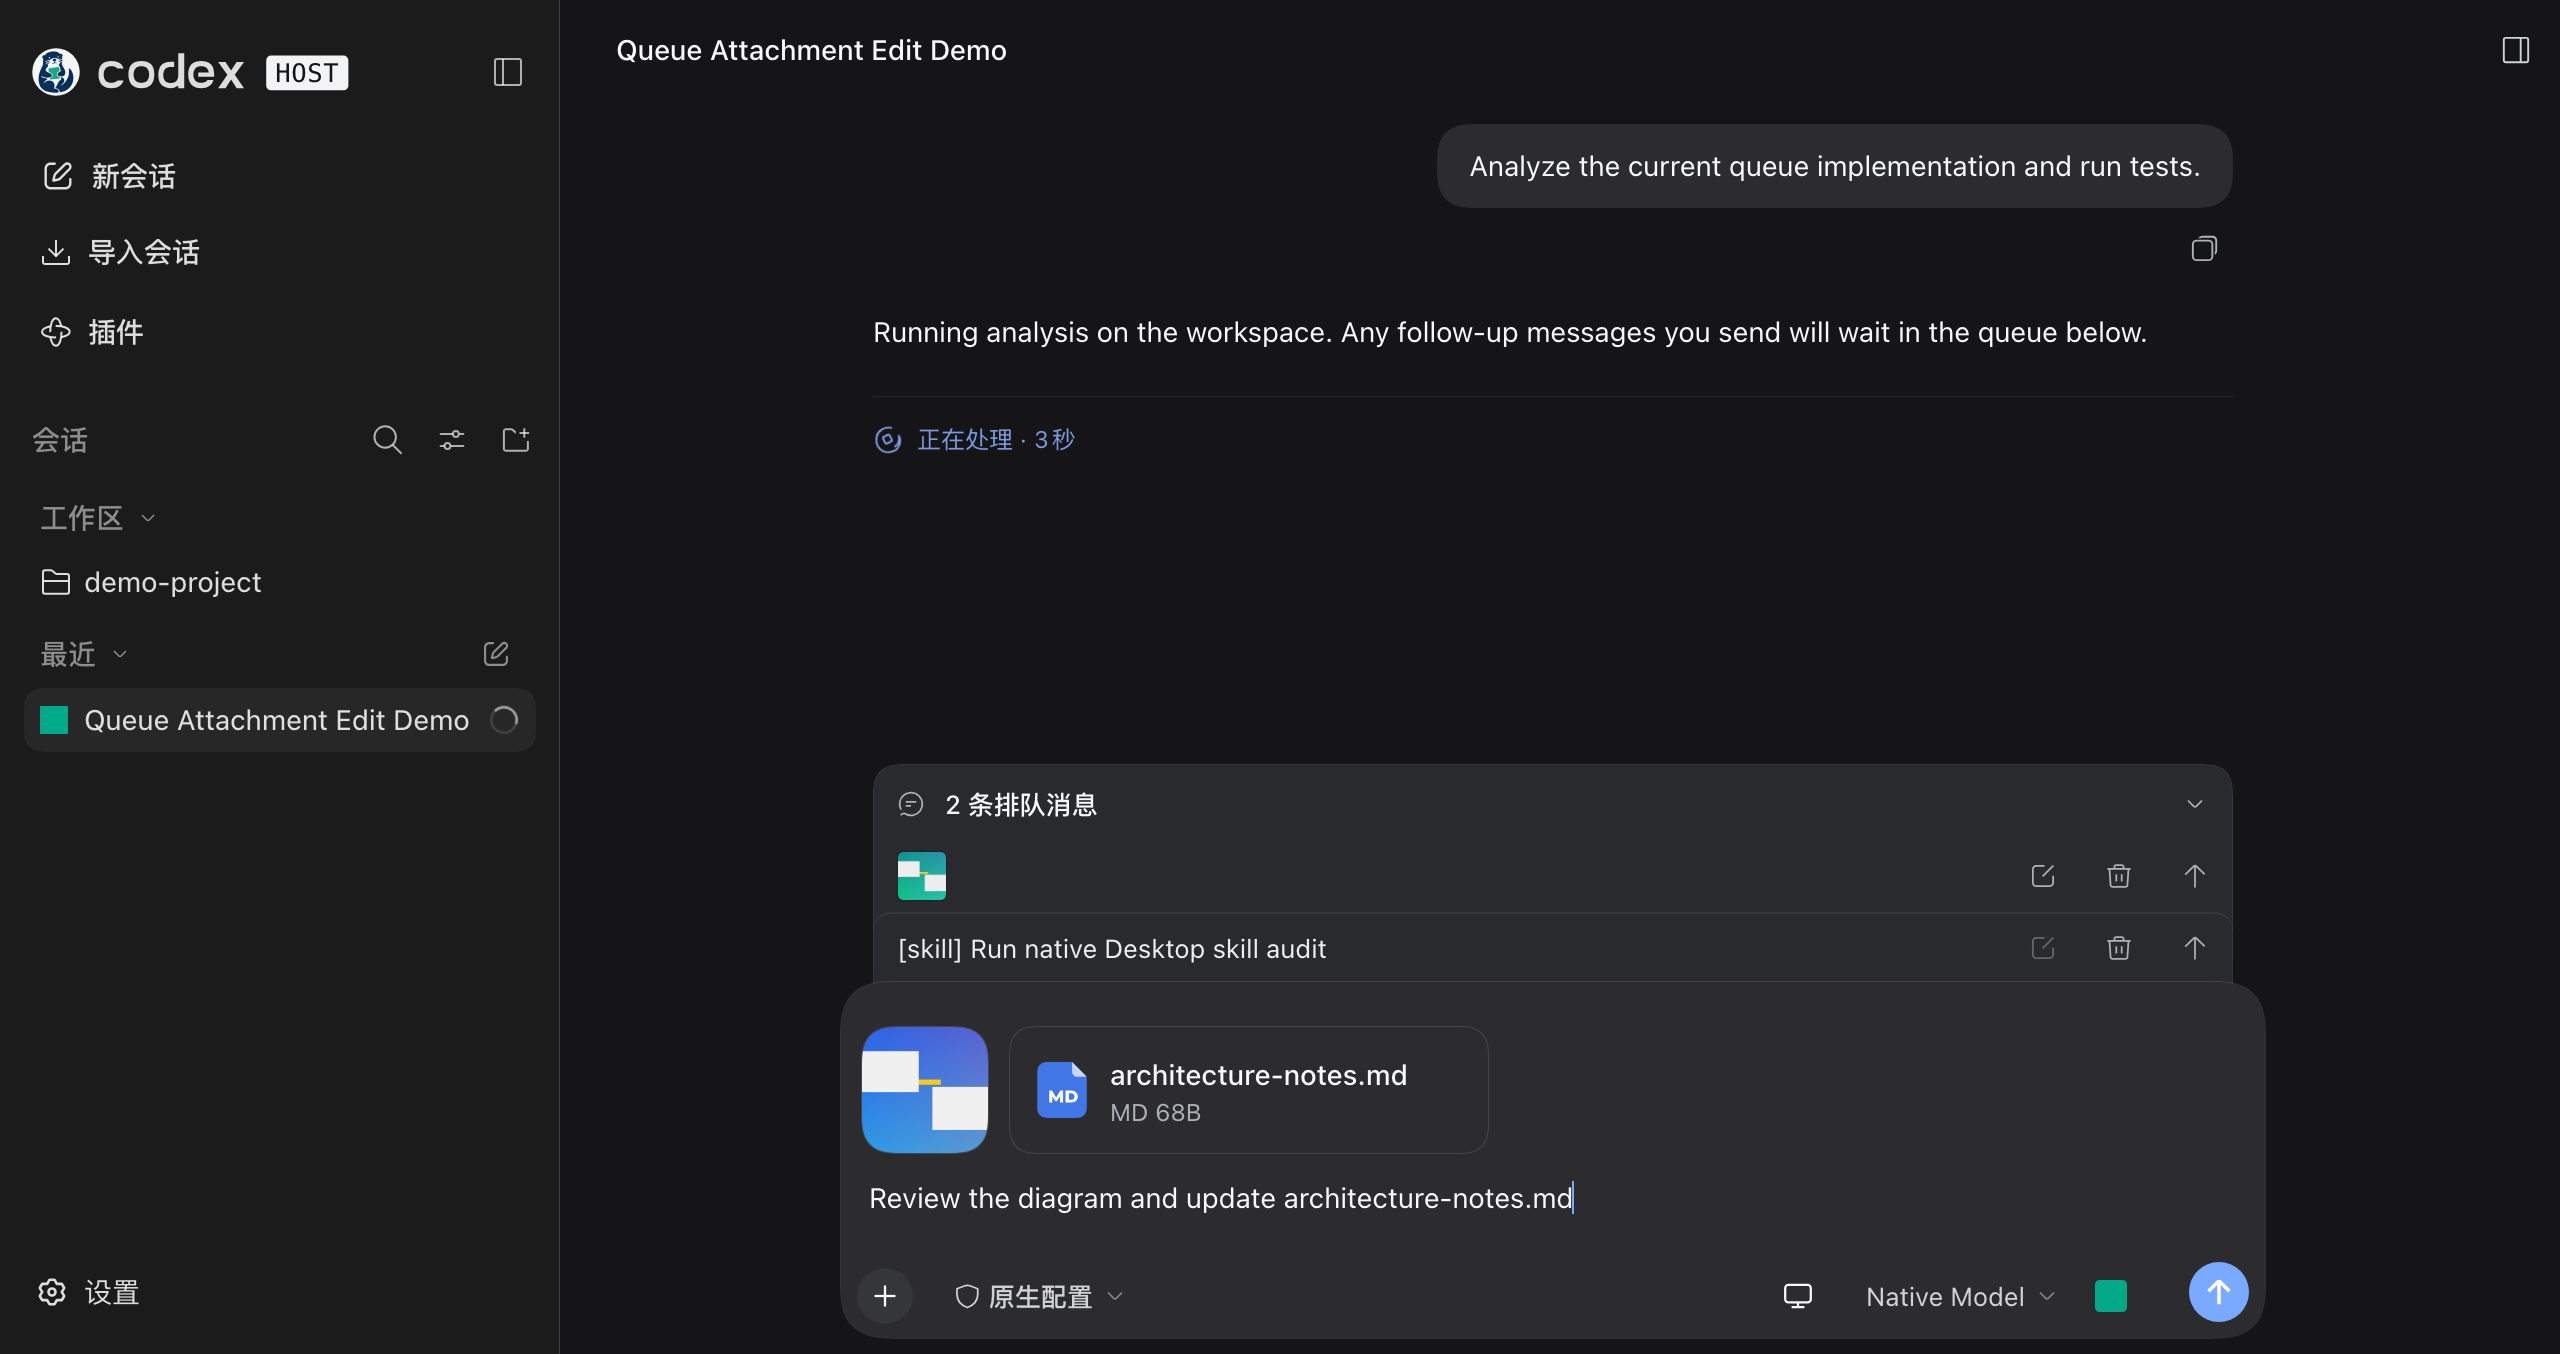 codex HOST
新会话
导入会话
插件
会话
工作区
demo-project
最近
Queue Attachment Edit Demo
设置
Queue Attachment Edit Demo
Analyze the current queue implementation and run tests.
Running analysis on the workspace. Any follow-up messages you send will wait in the queue below.
正在处理 · 3 秒
2 条排队消息
[skill] Run native Desktop skill audit
MD
architecture-notes.md
MD 68B
Review the diagram and update architecture-notes.md
原生配置
Native Model